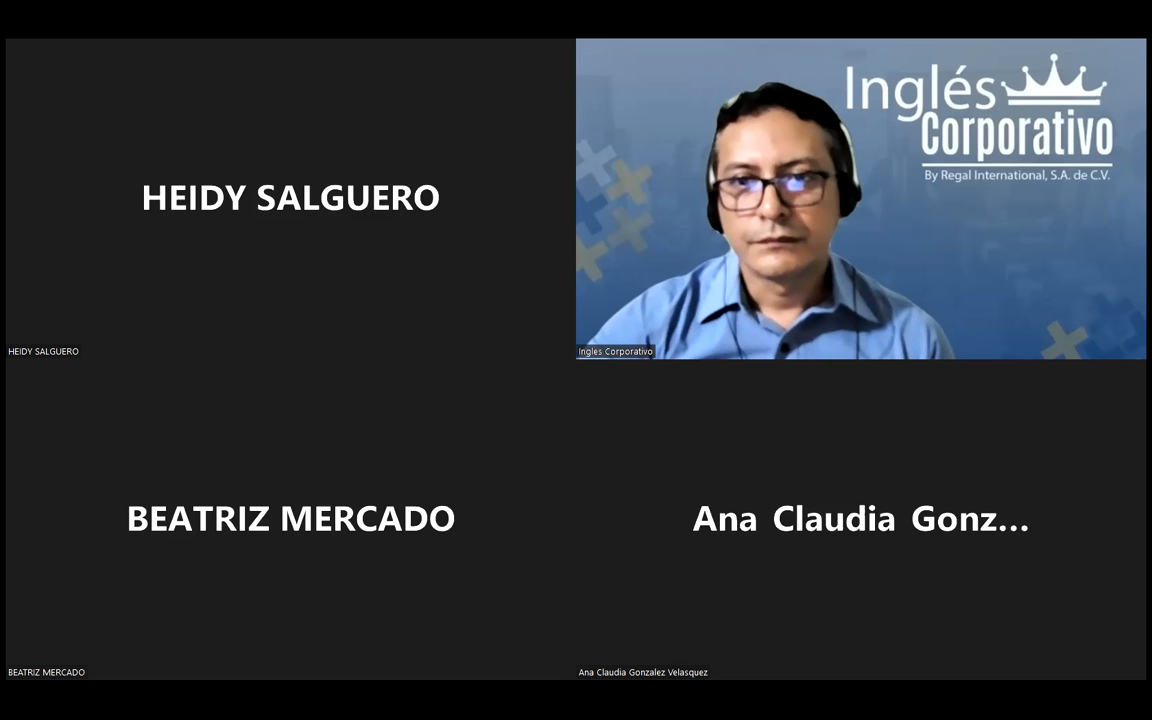 HEIDY SALGUERO
HEIDY SALGUERO
Inglés
Corporativo
By Regal International, S.A. de C.V.
Ingles Corporativo
BEATRIZ MERCADO
BEATRIZ MERCADO
Ana Claudia Gonz...
Ana Claudia Gonzalez Velasquez